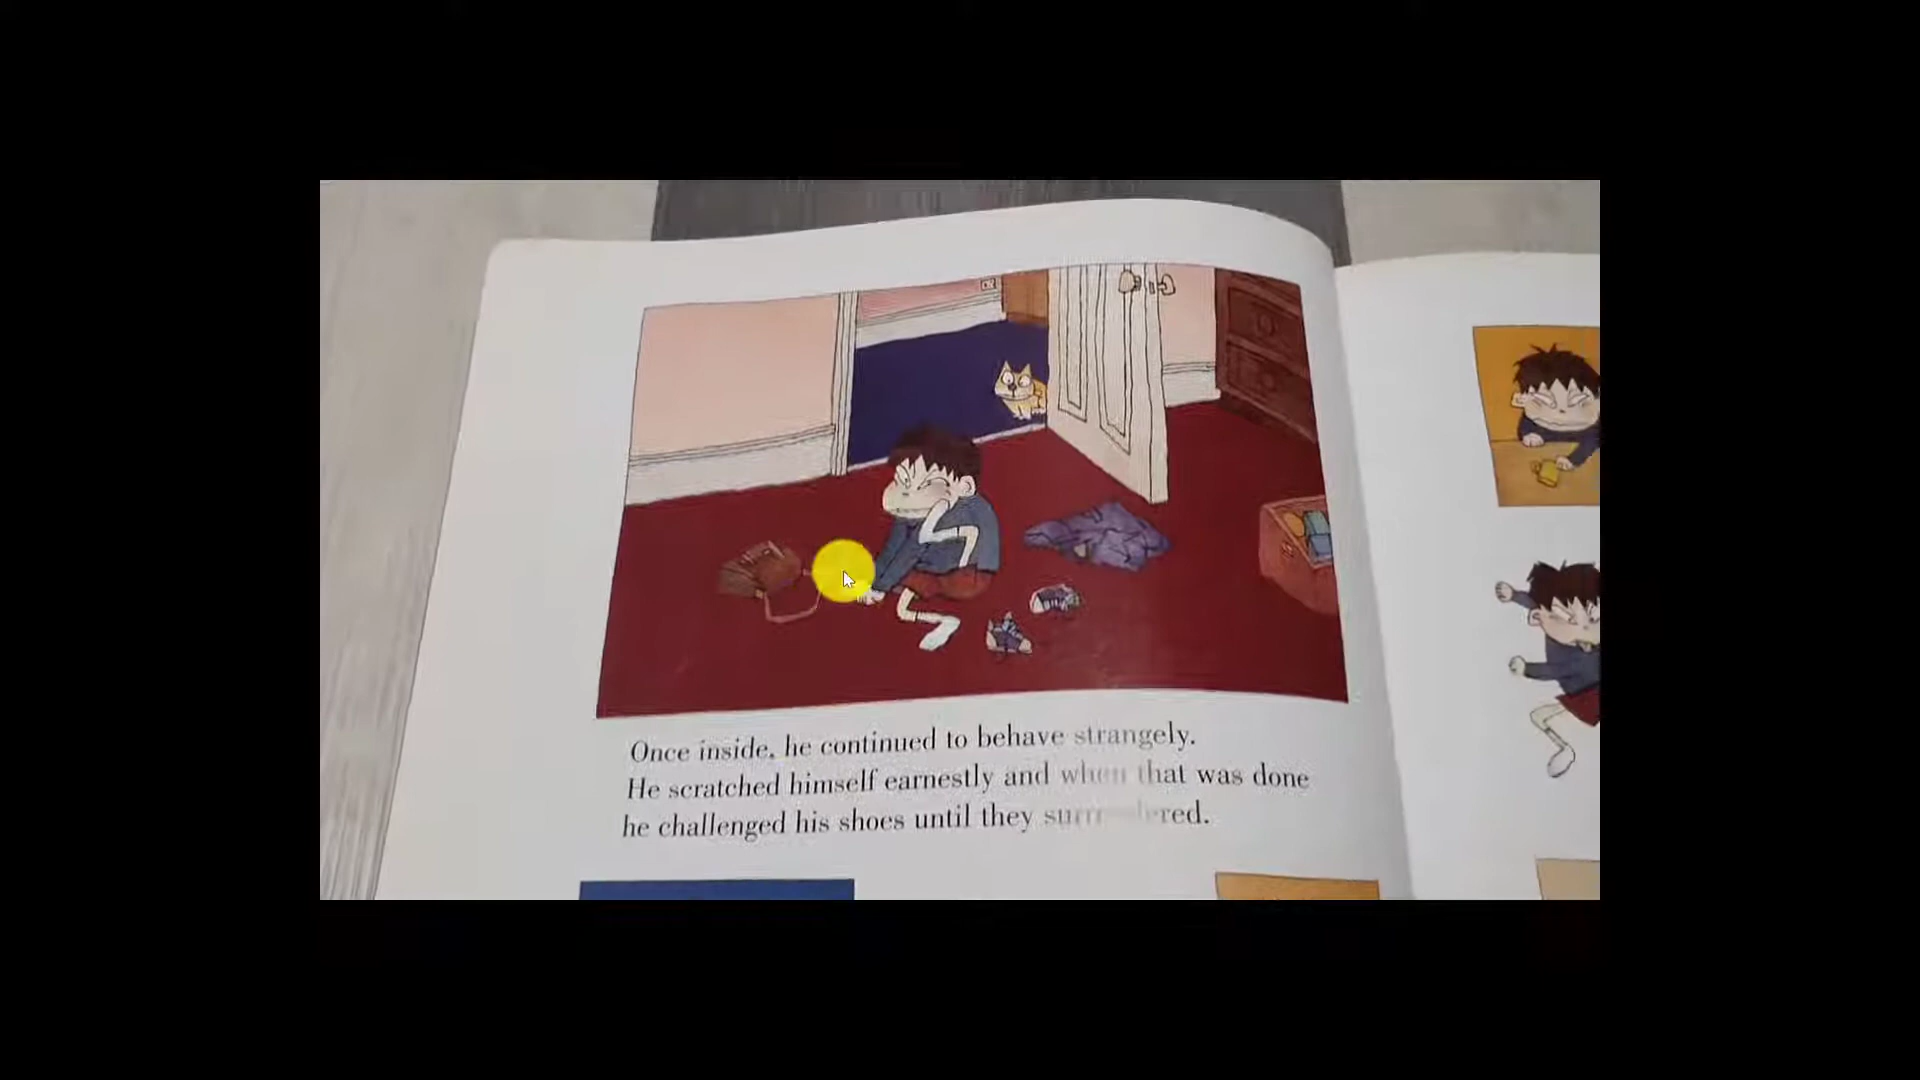 Once inside, he continued to behave strangely.
He scratched himself earnestly and when that was done
he challenged his shoes until they surrendered.